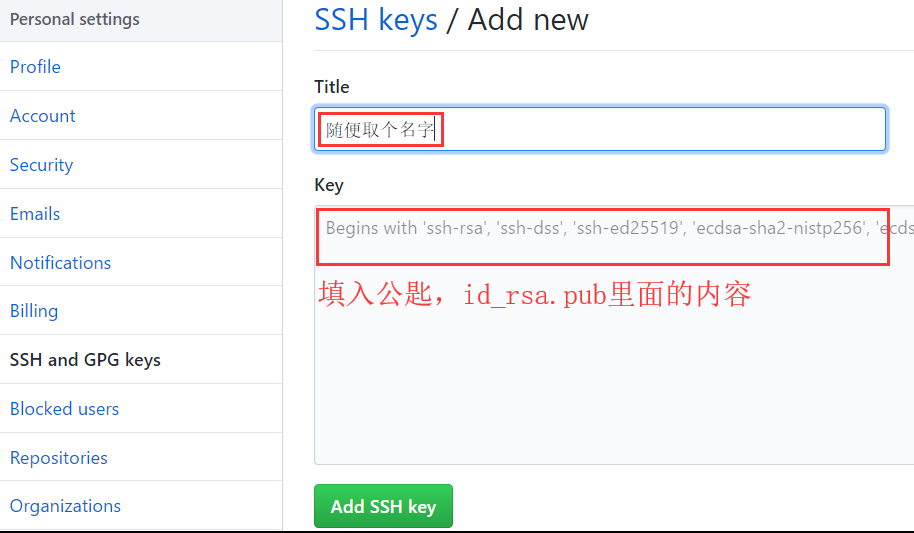 Personal settings
Profile
Account
Security
Emails
Notifications
Billing
SSH and GPG keys
Blocked users
Repositories
Organizations
SSH keys / Add new
Title
随便取个名字
Key
Begins with 'ssh-rsa', 'ssh-dss', 'ssh-ed25519', 'ecdsa-sha2-nistp256', 'ecds
填入公匙，id_rsa.pub里面的内容
Add SSH key